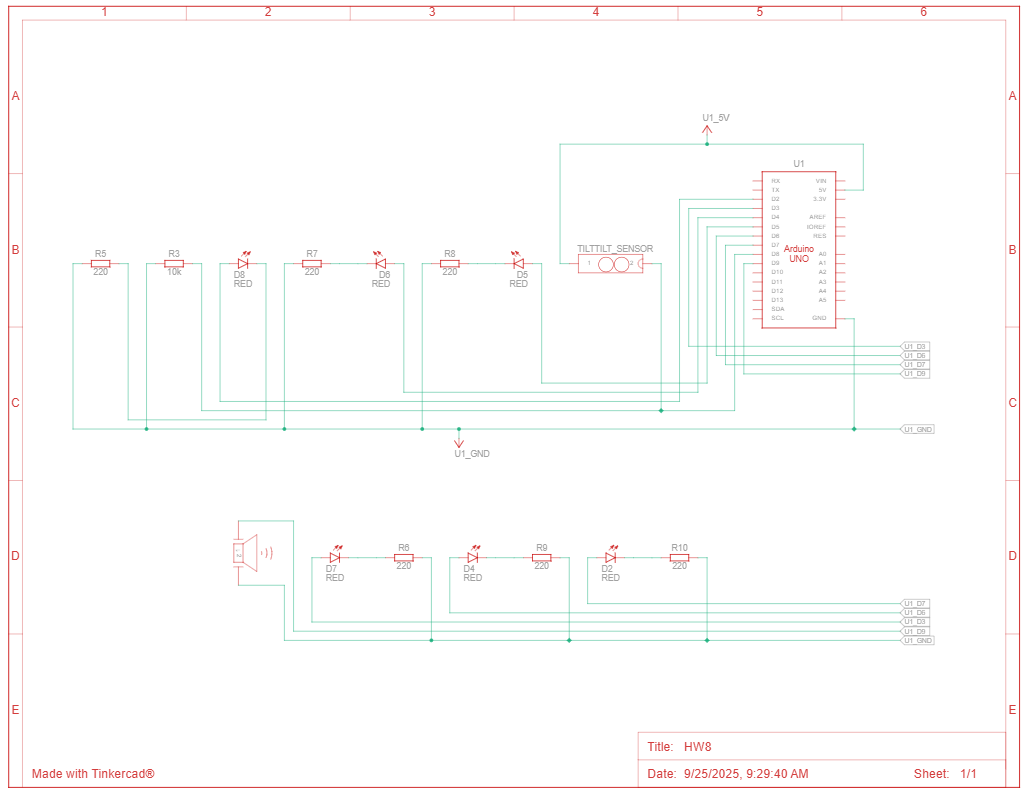 1 2 3 4 5 6
A A
U1_5V
U1
RX VIN
TX 5V
D2 3.3V
D3
D4 AREF
D5 IOREF
D6 RES
D7
D8 A0
D9 A1
D10 A2
D11 A3
D12 A4
D13 A5
SDA
SCL GND
Arduino
UNO
B B
R5
220
R3
10k
D8
RED
R7
220
D6
RED
R8
220
D5
RED
TILTTILT_SENSOR
1 2
U1_D3
U1_D6
U1_D7
U1_D9
C C
U1_GND
U1_GND
D D
1 2
D7
RED
R6
220
D4
RED
R9
220
D2
RED
R10
220
U1_D7
U1_D6
U1_D3
U1_D9
U1_GND
E E
Title: HW8
Made with Tinkercad®
Date: 9/25/2025, 9:29:40 AM Sheet: 1/1